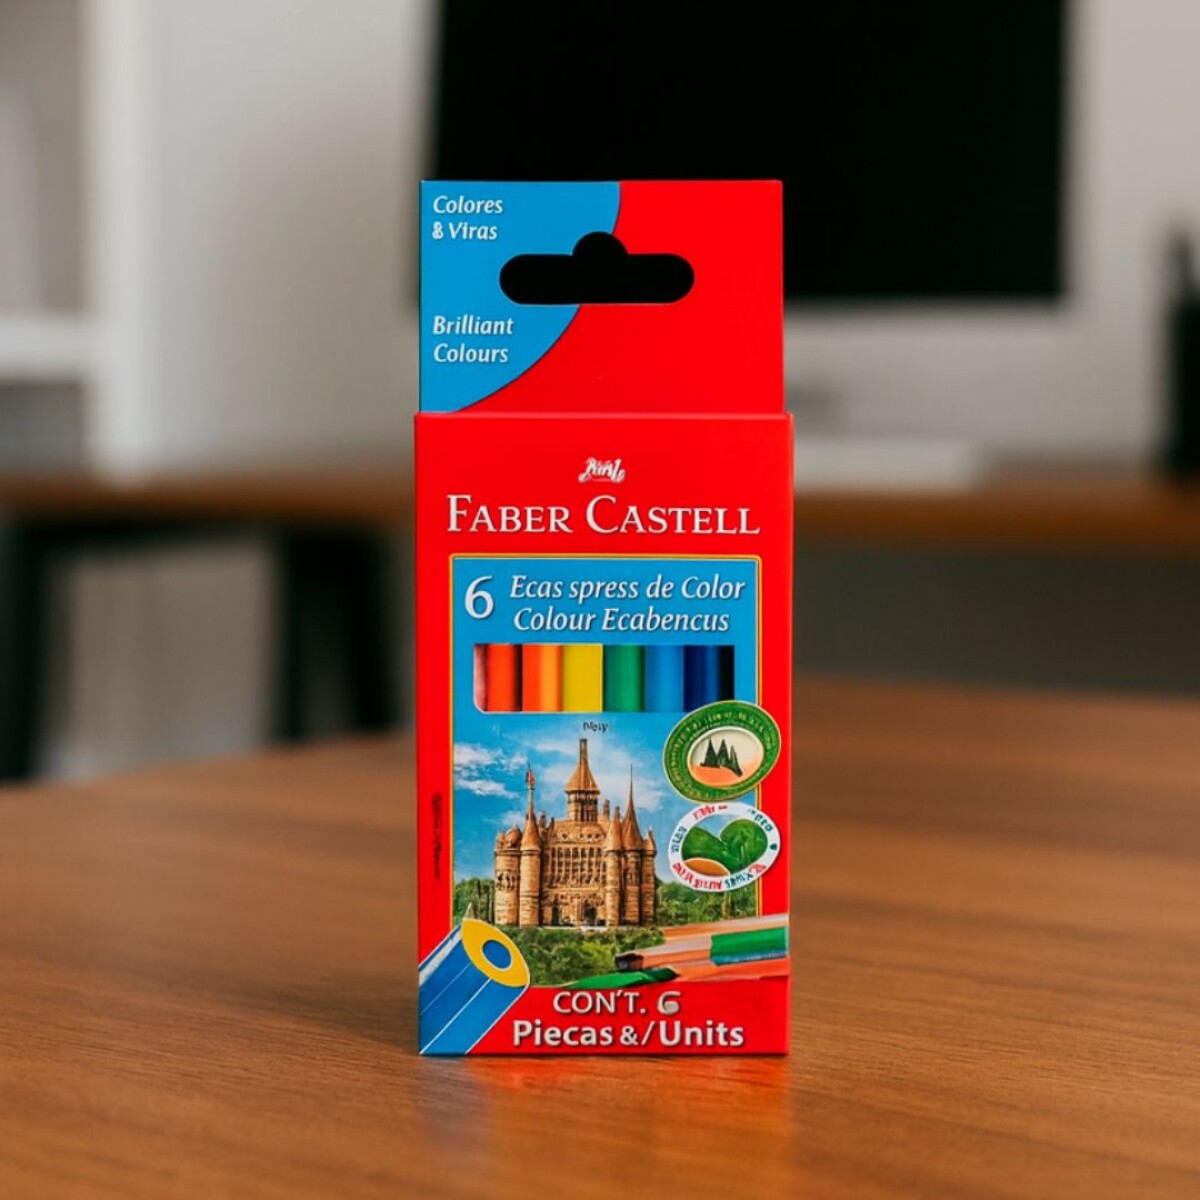 Colores
& Viras
Brilliant
Colours
FABER CASTELL
6 Ecas spress de Color
Colour Ecabencus
CON'T. 6
Piecas &/Units